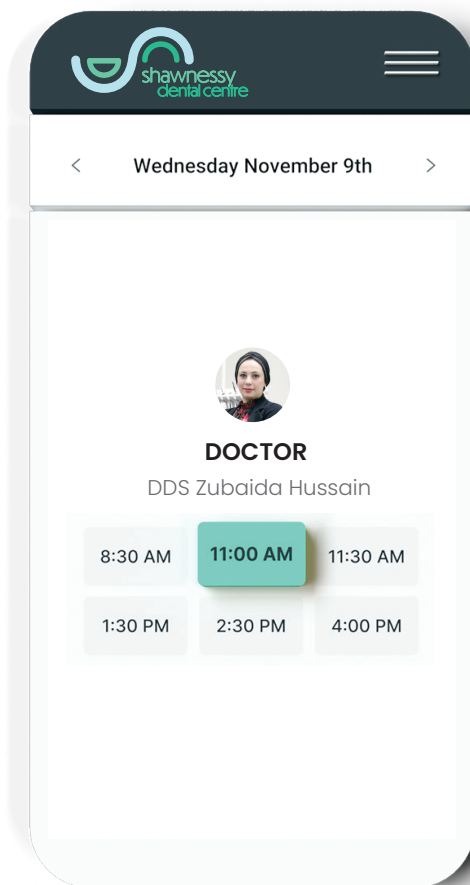 shawnessy
dental centre
< Wednesday November 9th >
DOCTOR
DDS Zubaida Hussain
8:30 AM 11:00 AM 11:30 AM
1:30 PM 2:30 PM 4:00 PM